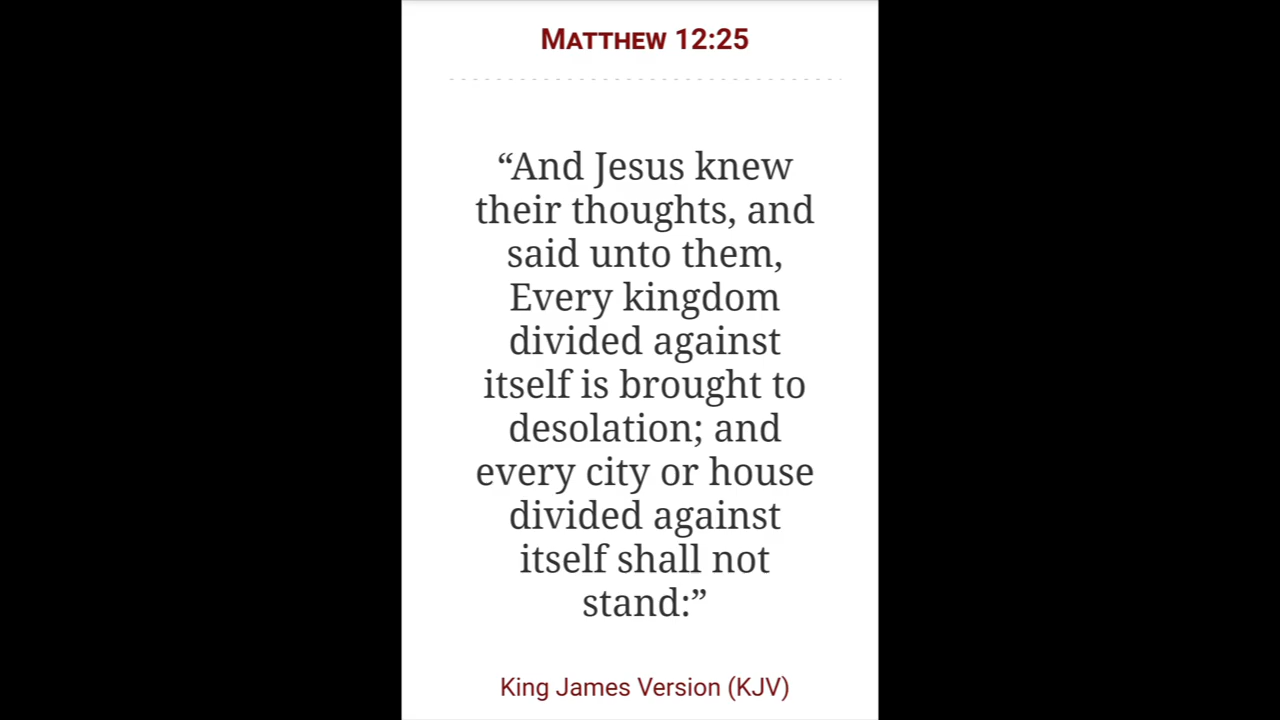 Matthew 12:25
“And Jesus knew
their thoughts, and
said unto them,
Every kingdom
divided against
itself is brought to
desolation; and
every city or house
divided against
itself shall not
stand:”
King James Version (KJV)